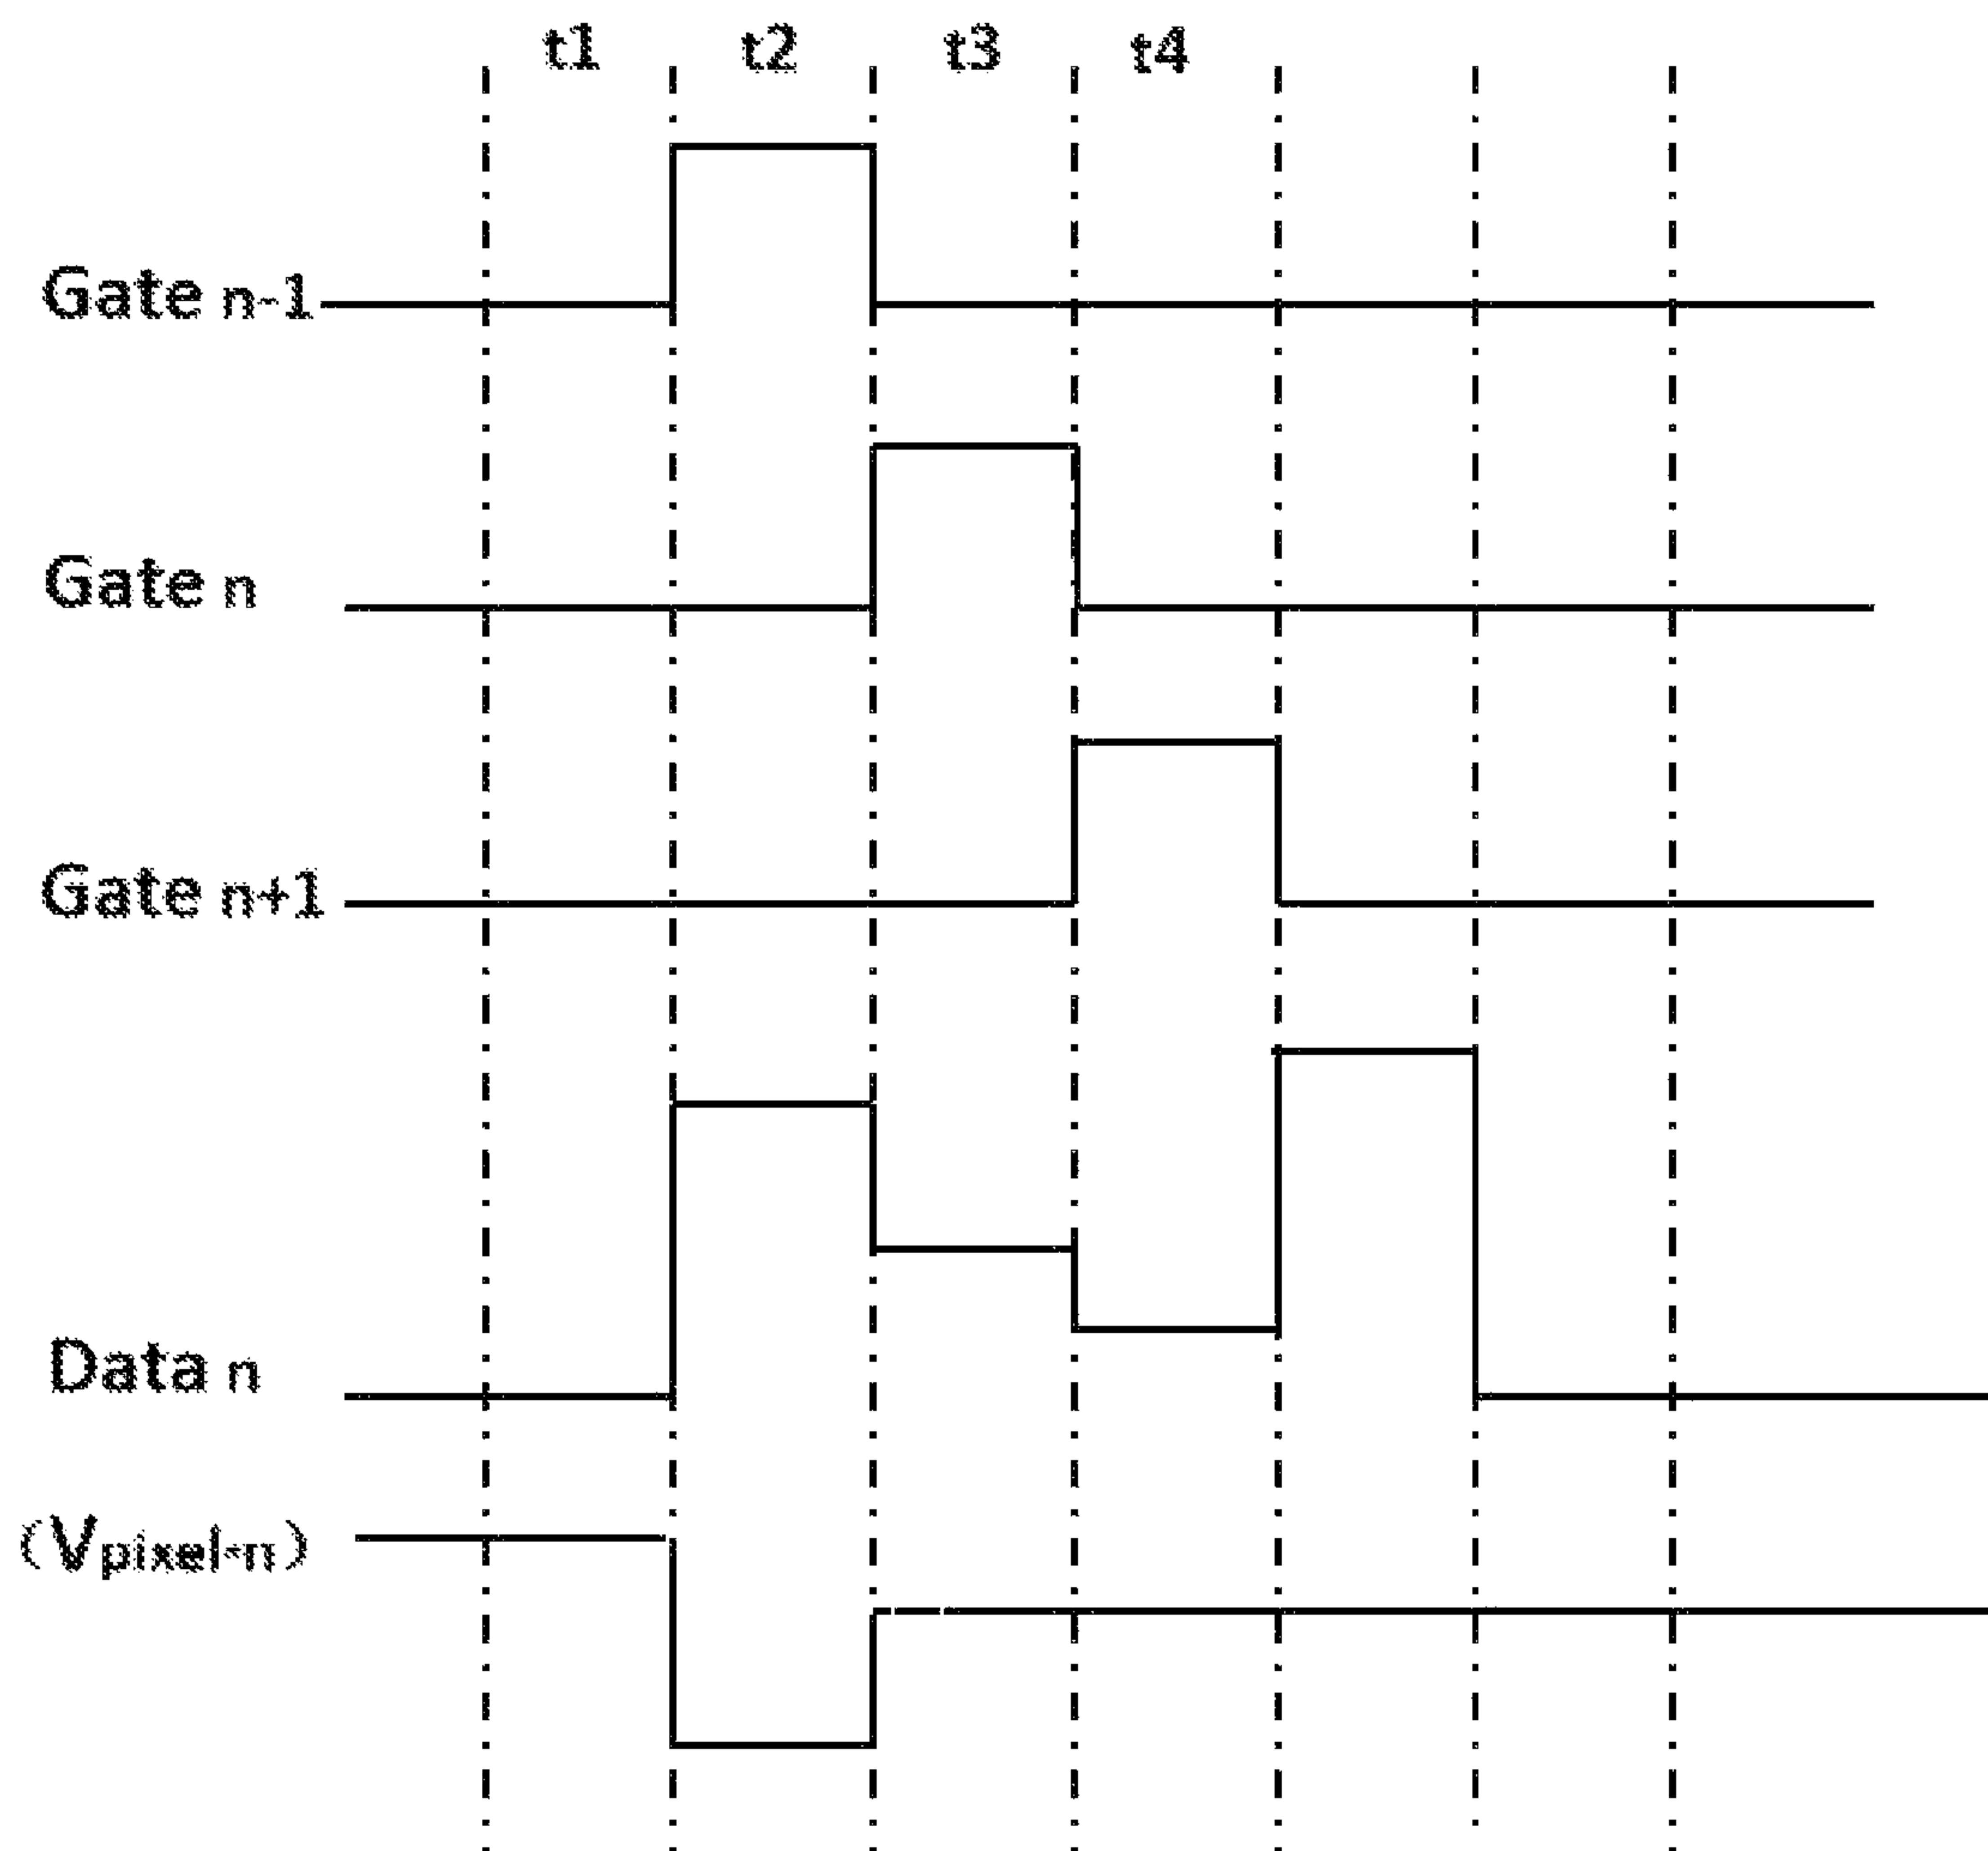 t1 t2 t3 t4
Gate n-1
Gate n
Gate n+1
Data n
(Vpixel-n)